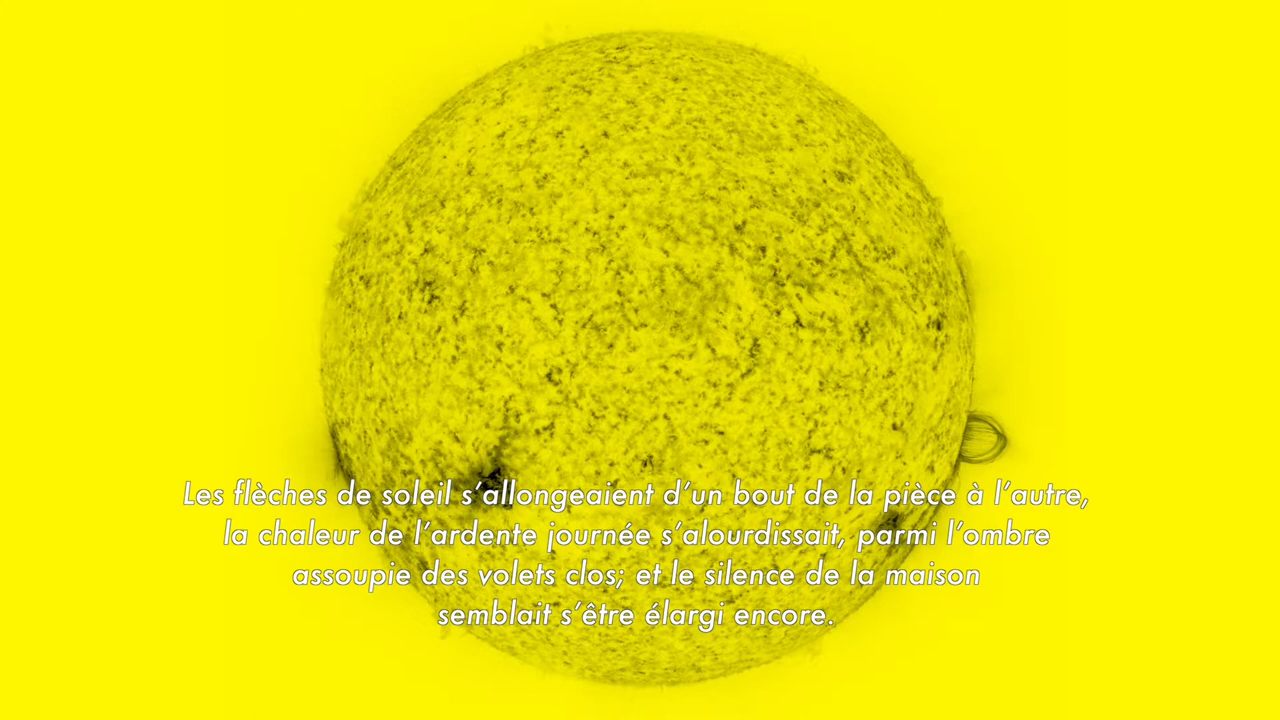 Les flèches de soleil s’allongeaient d’un bout de la pièce à l’autre,
la chaleur de l’ardente journée s’alourdissait, parmi l’ombre
assoupie des volets clos; et le silence de la maison
semblait s’être élargi encore.